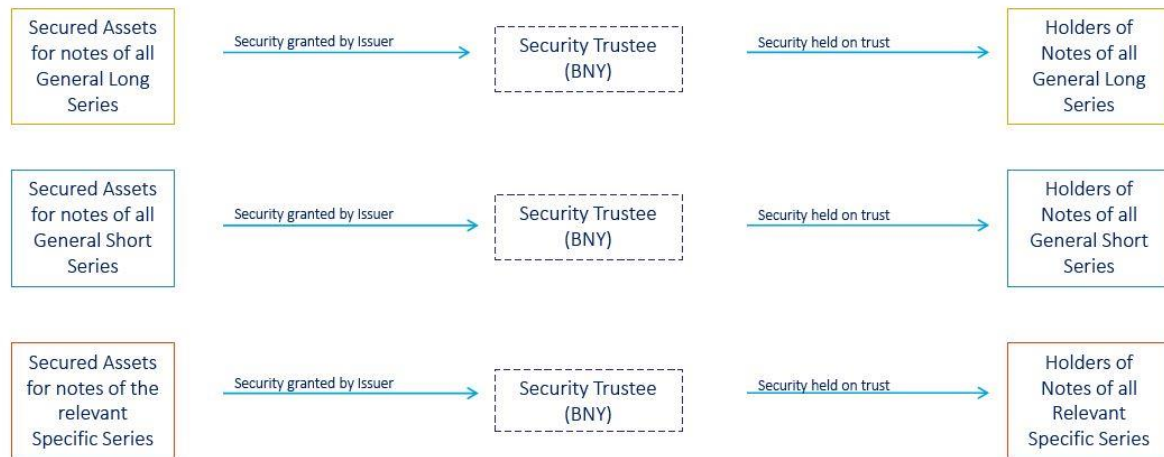 Secured Assets
for notes of all
General Long
Series
Security granted by Issuer
Security Trustee
(BNY)
Security held on trust
Holders of
Notes of all
General Long
Series
Secured Assets
for notes of all
General Short
Series
Security granted by Issuer
Security Trustee
(BNY)
Security held on trust
Holders of
Notes of all
General Short
Series
Secured Assets
for notes of the
relevant
Specific Series
Security granted by Issuer
Security Trustee
(BNY)
Security held on trust
Holders of
Notes of all
Relevant
Specific Series